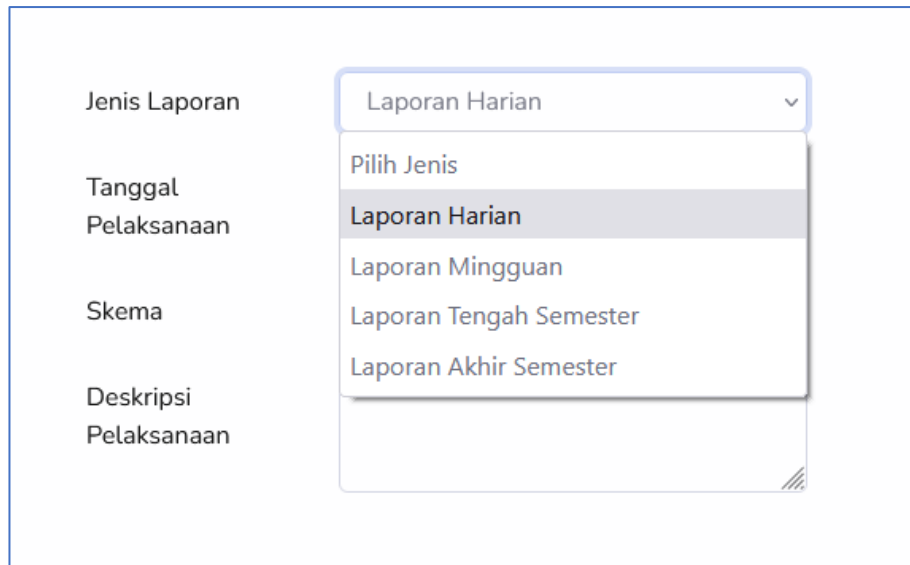 Jenis Laporan
Laporan Harian
Pilih Jenis
Laporan Harian
Laporan Mingguan
Laporan Tengah Semester
Laporan Akhir Semester
Tanggal
Pelaksanaan
Skema
Deskripsi
Pelaksanaan